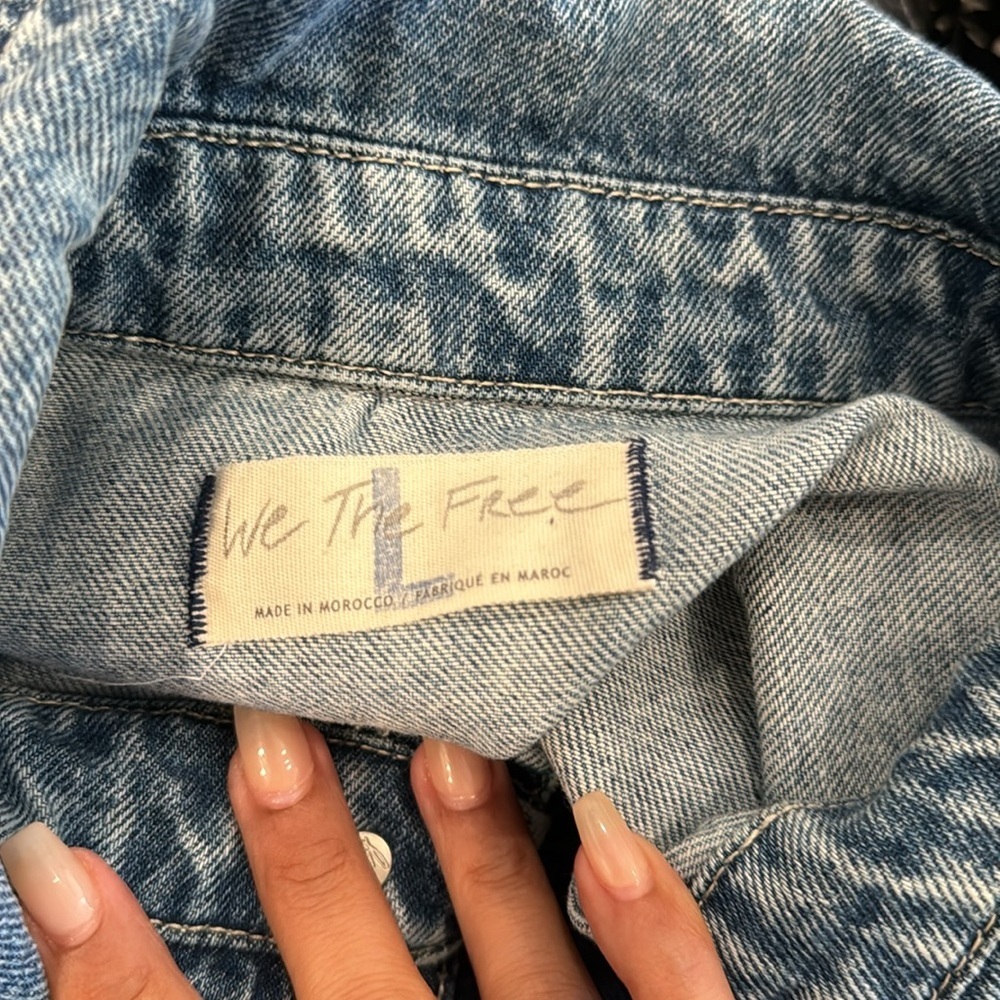 We The Free
L
MADE IN MOROCCO / FABRIQUÉ EN MAROC